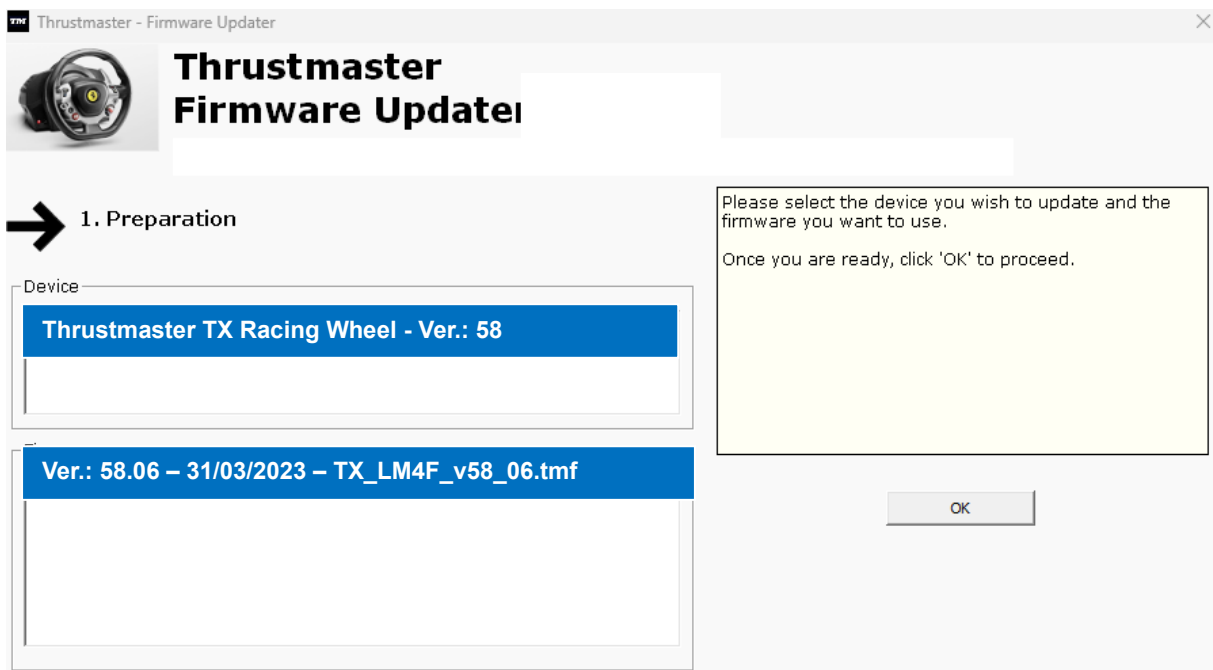 Thrustmaster - Firmware Updater
Thrustmaster
Firmware Updater
1. Preparation
Please select the device you wish to update and the
firmware you want to use.
Once you are ready, click 'OK' to proceed.
Device
Thrustmaster TX Racing Wheel - Ver.: 58
Ver.: 58.06 – 31/03/2023 – TX_LM4F_v58_06.tmf
OK